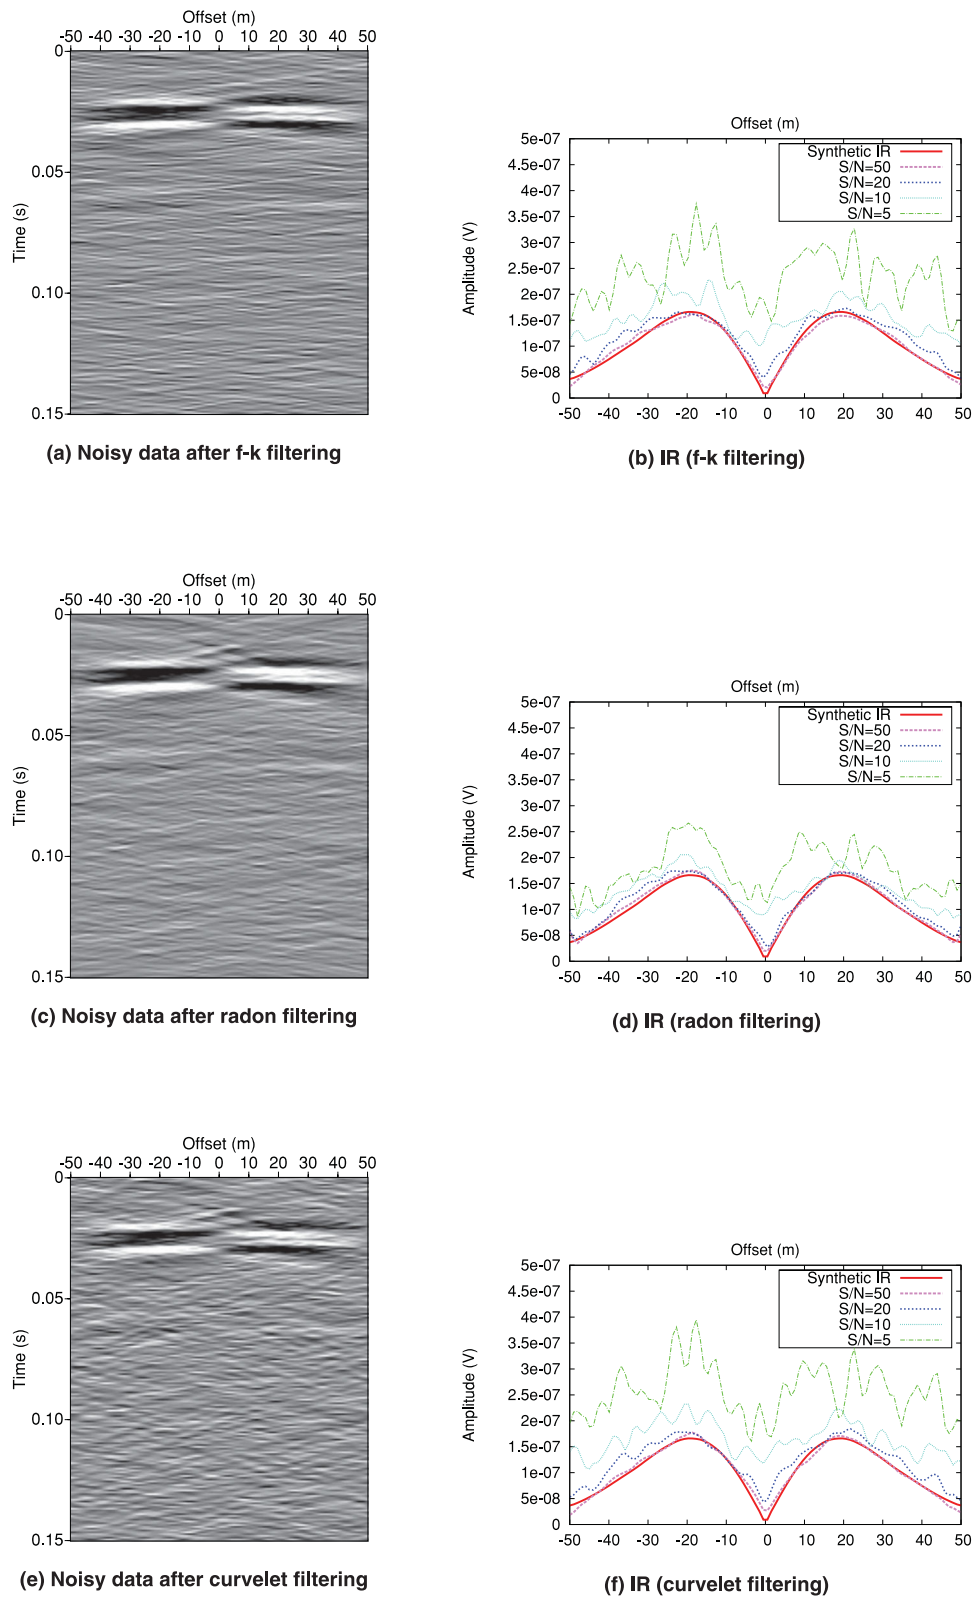 Offset (m)
-50 -40 -30 -20 -10 0 10 20 30 40 50
0
0.05
0.10
0.15
Time (s)
(a) Noisy data after f-k filtering
Offset (m)
5e-07
4.5e-07
4e-07
3.5e-07
3e-07
2.5e-07
2e-07
1.5e-07
1e-07
5e-08
0
Amplitude (V)
Synthetic IR
S/N=50
S/N=20
S/N=10
S/N=5
-50 -40 -30 -20 -10 0 10 20 30 40 50
(b) IR (f-k filtering)
Offset (m)
-50 -40 -30 -20 -10 0 10 20 30 40 50
0
0.05
0.10
0.15
Time (s)
(c) Noisy data after radon filtering
Offset (m)
5e-07
4.5e-07
4e-07
3.5e-07
3e-07
2.5e-07
2e-07
1.5e-07
1e-07
5e-08
0
Amplitude (V)
Synthetic IR
S/N=50
S/N=20
S/N=10
S/N=5
-50 -40 -30 -20 -10 0 10 20 30 40 50
(d) IR (radon filtering)
Offset (m)
-50 -40 -30 -20 -10 0 10 20 30 40 50
0
0.05
0.10
0.15
Time (s)
(e) Noisy data after curvelet filtering
Offset (m)
5e-07
4.5e-07
4e-07
3.5e-07
3e-07
2.5e-07
2e-07
1.5e-07
1e-07
5e-08
0
Amplitude (V)
Synthetic IR
S/N=50
S/N=20
S/N=10
S/N=5
-50 -40 -30 -20 -10 0 10 20 30 40 50
(f) IR (curvelet filtering)